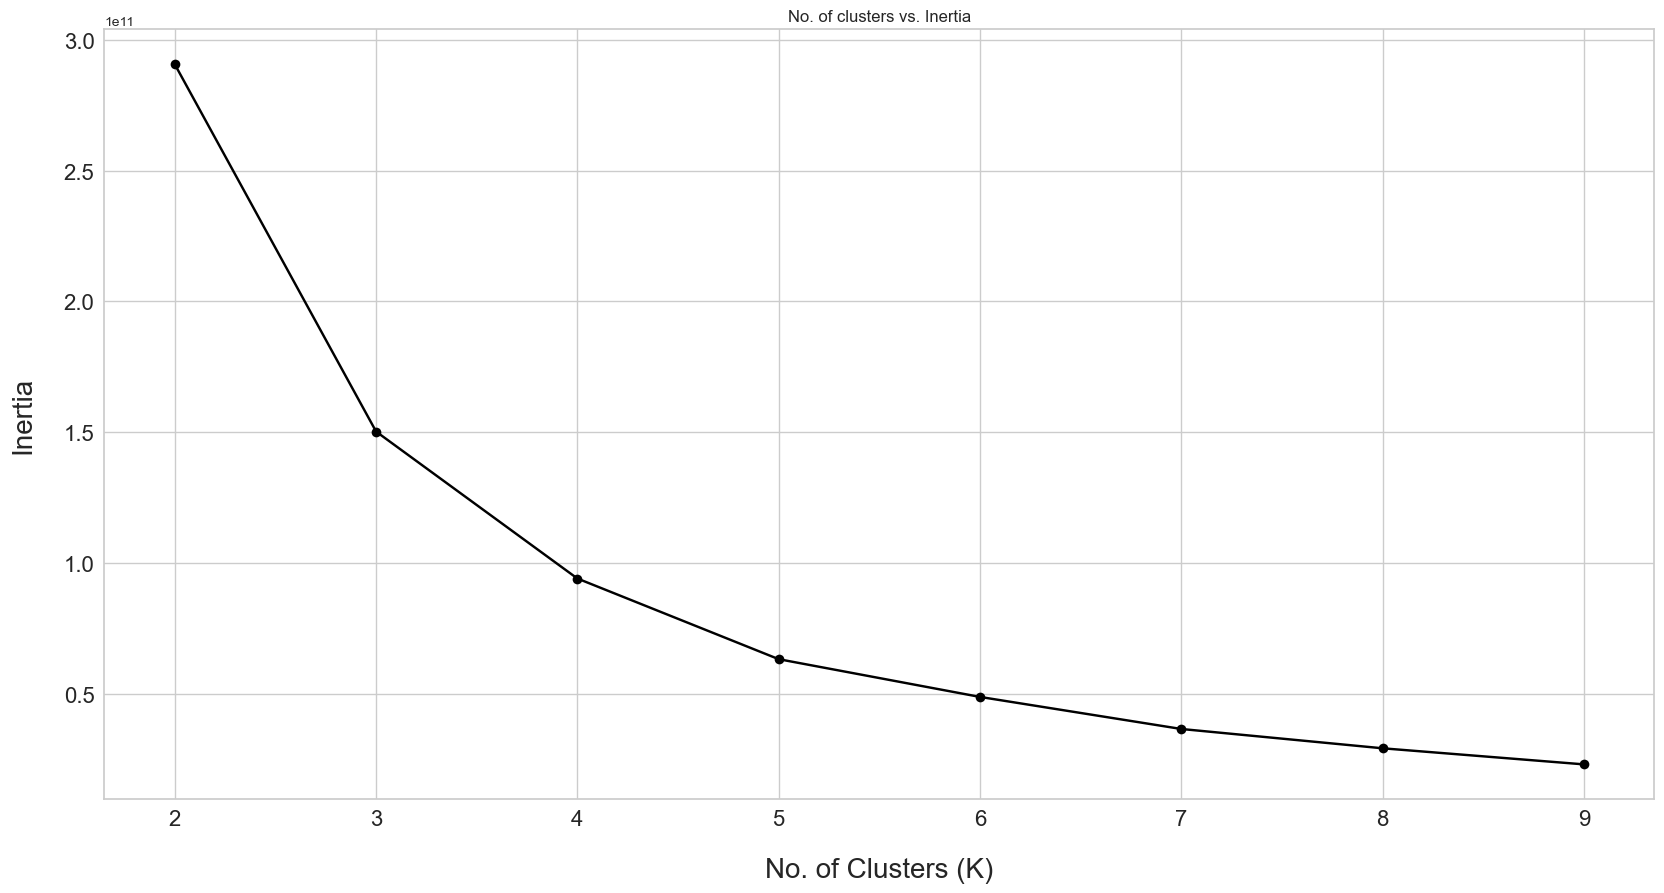 No. of clusters vs. Inertia
1e11
3.0
2.5
2.0
1.5
1.0
0.5
Inertia
2 3 4 5 6 7 8 9
No. of Clusters (K)